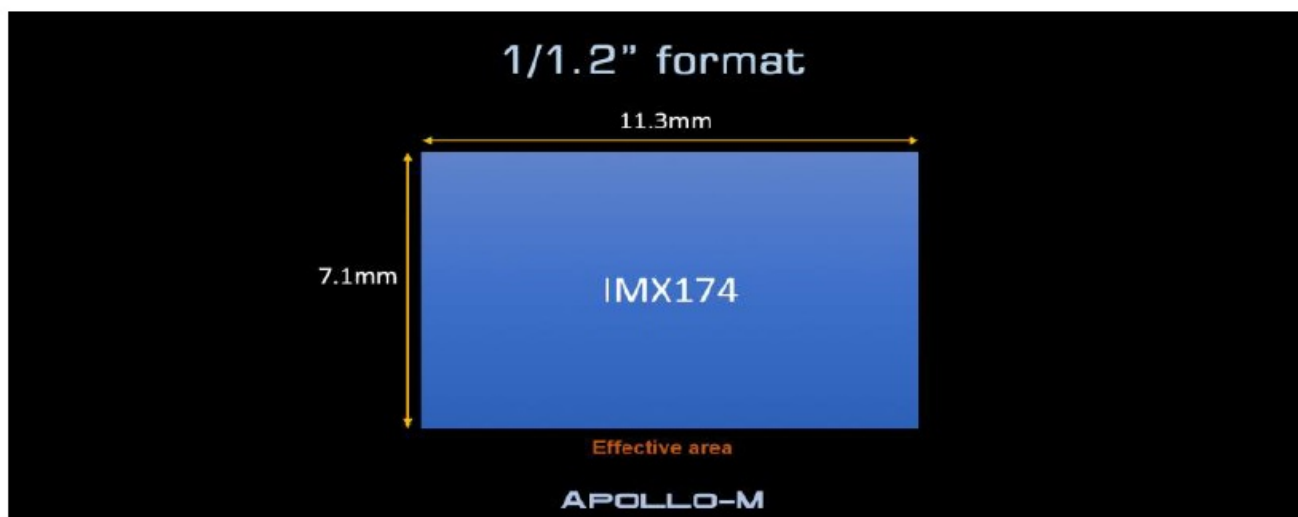 1/1.2” format
11.3mm
7.1mm
IMX174
Effective area
APOLLO-M